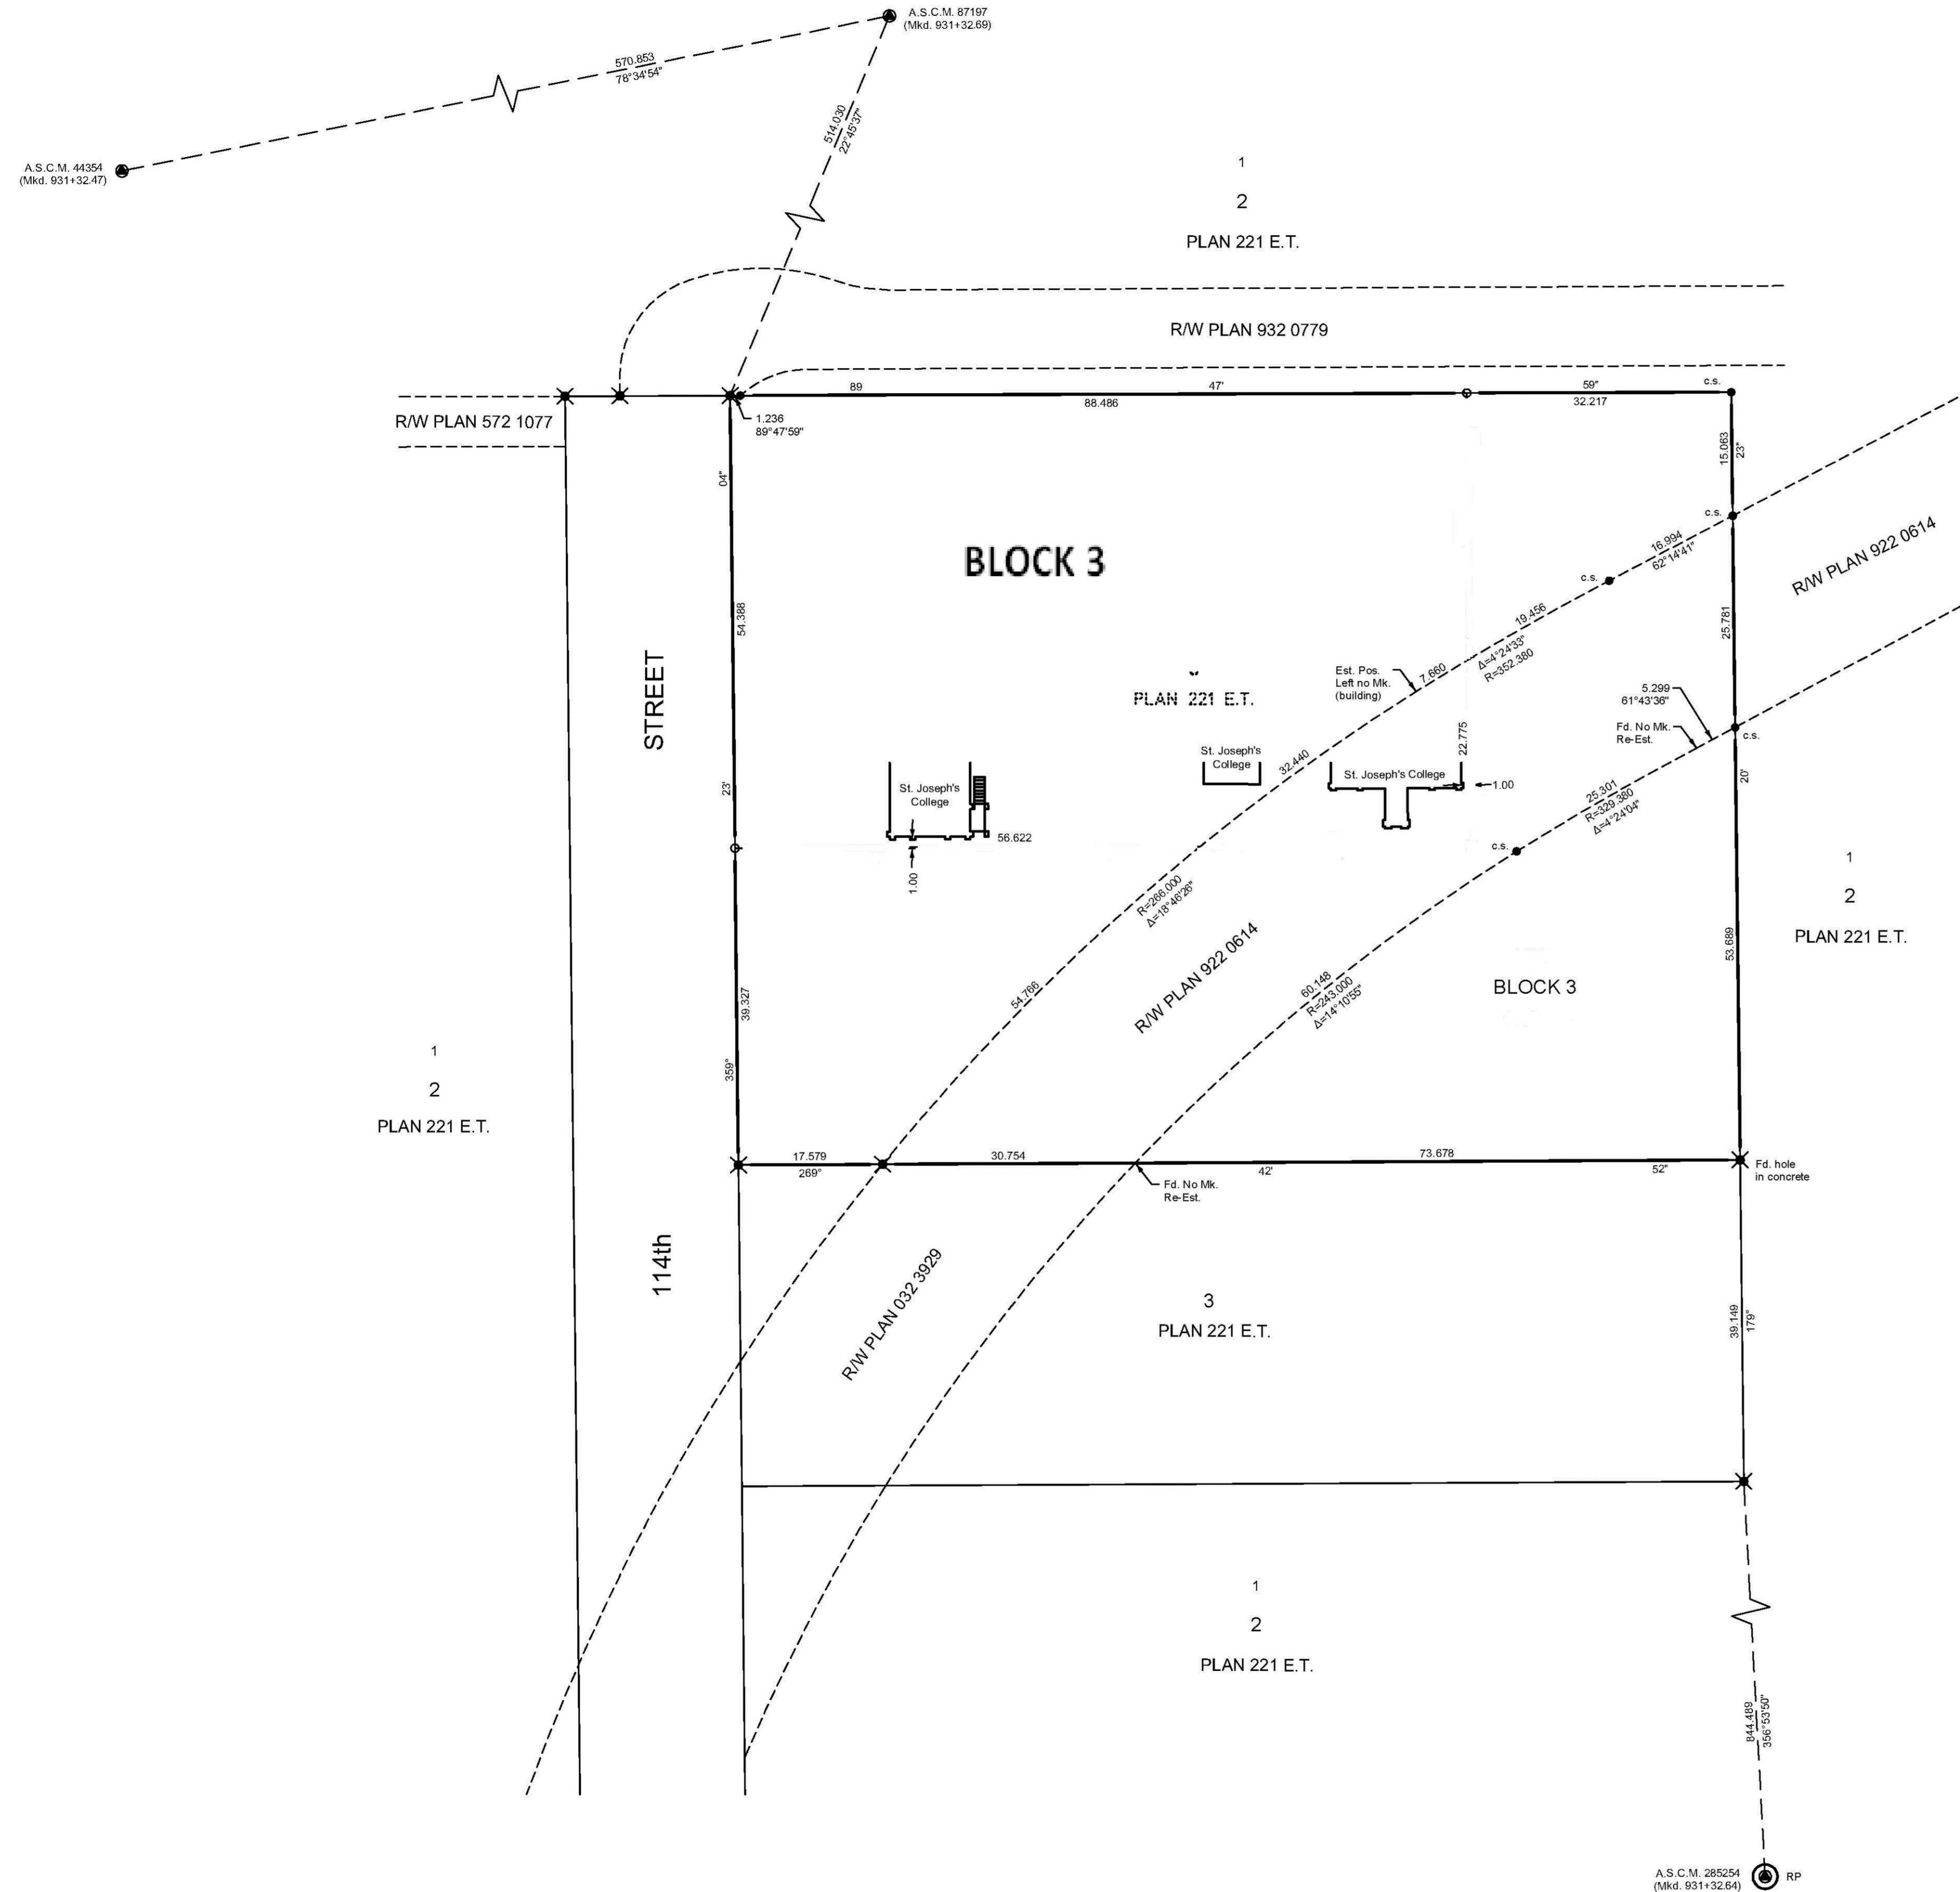 A.S.C.M. 87197
(Mkd. 931+32.69)
570.853
78°34'54"
514.030
22°45'37"
A.S.C.M. 44354
(Mkd. 931+32.47)
1
2
PLAN 221 E.T.
R/W PLAN 932 0779
R/W PLAN 572 1077
89
47'
59"
c.s.
88.486
32.217
1.236
89°47'59"
04"
15.063
23"
c.s.
BLOCK 3
16.994
62°14'41"
c.s.
R/W PLAN 922 0614
54.388
19.456
Δ=4°24'33"
R=352.380
25.781
STREET
Est. Pos.
Left no Mk.
(building)
7.660
PLAN 221 E.T.
5.299
61°43'36"
Fd. No Mk.
Re-Est.
c.s.
22.775
St. Joseph's
College
32.440
St. Joseph's College
1.00
20'
23'
St. Joseph's
College
56.622
1.00
25.301
R=329.380
Δ=4°24'04"
c.s.
R=266.000
Δ=18°46'26"
1
2
PLAN 221 E.T.
53.689
R/W PLAN 922 0614
60.148
R=243.000
Δ=14°10'55"
BLOCK 3
54.766
39.327
359°
1
2
PLAN 221 E.T.
17.579
269°
30.754
42'
73.678
52"
Fd. hole
in concrete
Fd. No Mk.
Re-Est.
114th
R/W PLAN 032 3929
3
PLAN 221 E.T.
39.149
179°
1
2
PLAN 221 E.T.
844.489
356°53'50"
A.S.C.M. 285254
(Mkd. 931+32.64)
RP